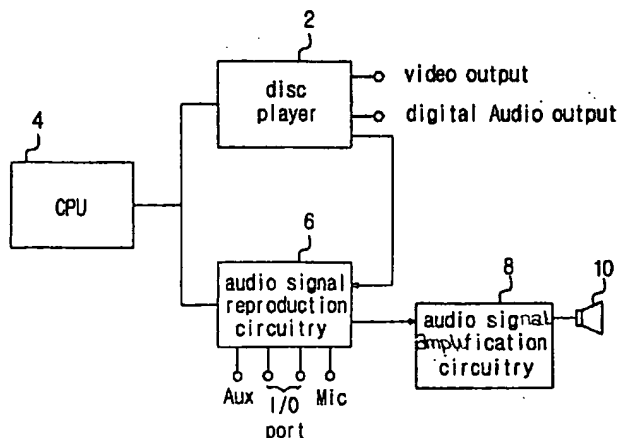 2
disc
player
video output
digital Audio output
4
CPU
6
audio signal
reproduction
circuitry
8
audio signal
amplification
circuitry
10
Aux
I/O
port
Mic